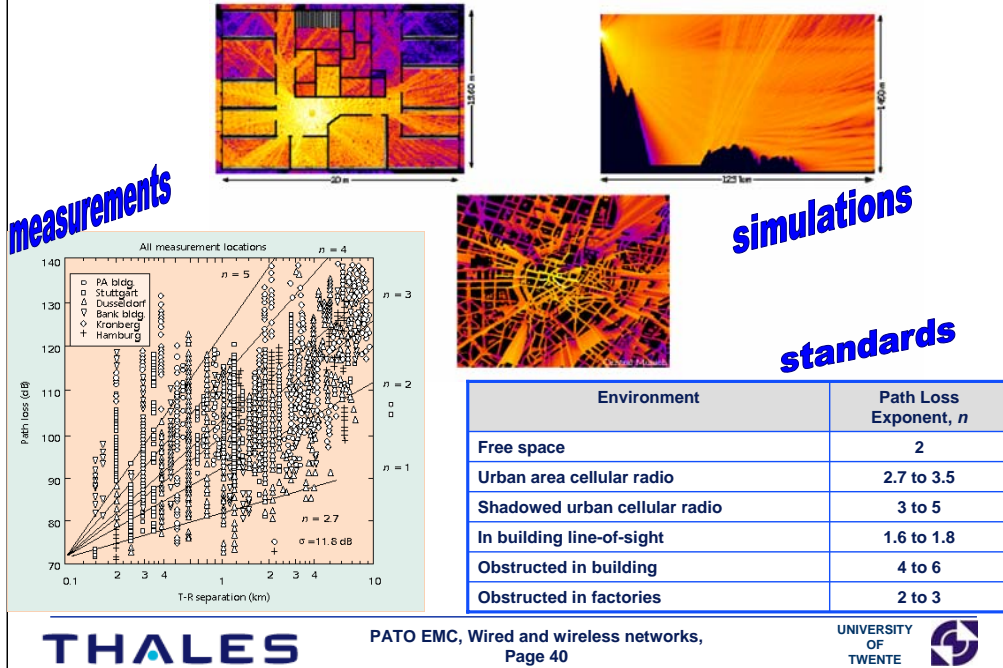 20 m
12.5 km
measurements
simulations
standards
All measurement locations
n = 5
n = 4
n = 3
n = 2
n = 1
n = 2.7
σ = 11.8 dB
PA bldg.
Stuttgart
Dusseldorf
Bank bldg.
Kronberg
Hamburg
140
130
120
110
100
90
80
70
Path loss (dB)
0.1 2 3 4 1 2 3 4 10
T-R separation (km)
Environment Path Loss Exponent, n
Free space 2
Urban area cellular radio 2.7 to 3.5
Shadowed urban cellular radio 3 to 5
In building line-of-sight 1.6 to 1.8
Obstructed in building 4 to 6
Obstructed in factories 2 to 3
THALES
PATO EMC, Wired and wireless networks,
Page 40
UNIVERSITY
OF
TWENTE